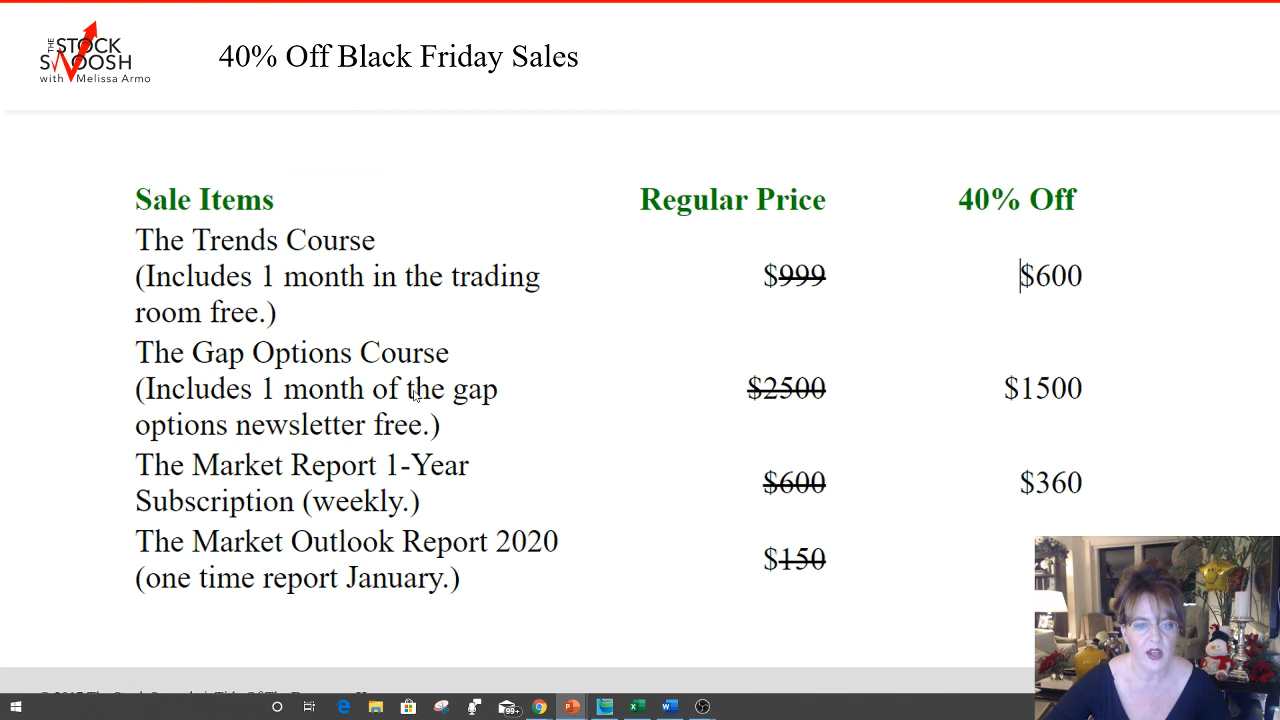 THE STOCK
SWOOSH
with Melissa Armo
40% Off Black Friday Sales
Sale Items Regular Price 40% Off
The Trends Course
(Includes 1 month in the trading $999 $600
room free.)
The Gap Options Course
(Includes 1 month of the gap $2500 $1500
options newsletter free.)
The Market Report 1-Year
Subscription (weekly.) $600 $360
The Market Outlook Report 2020
(one time report January.) $150
99+